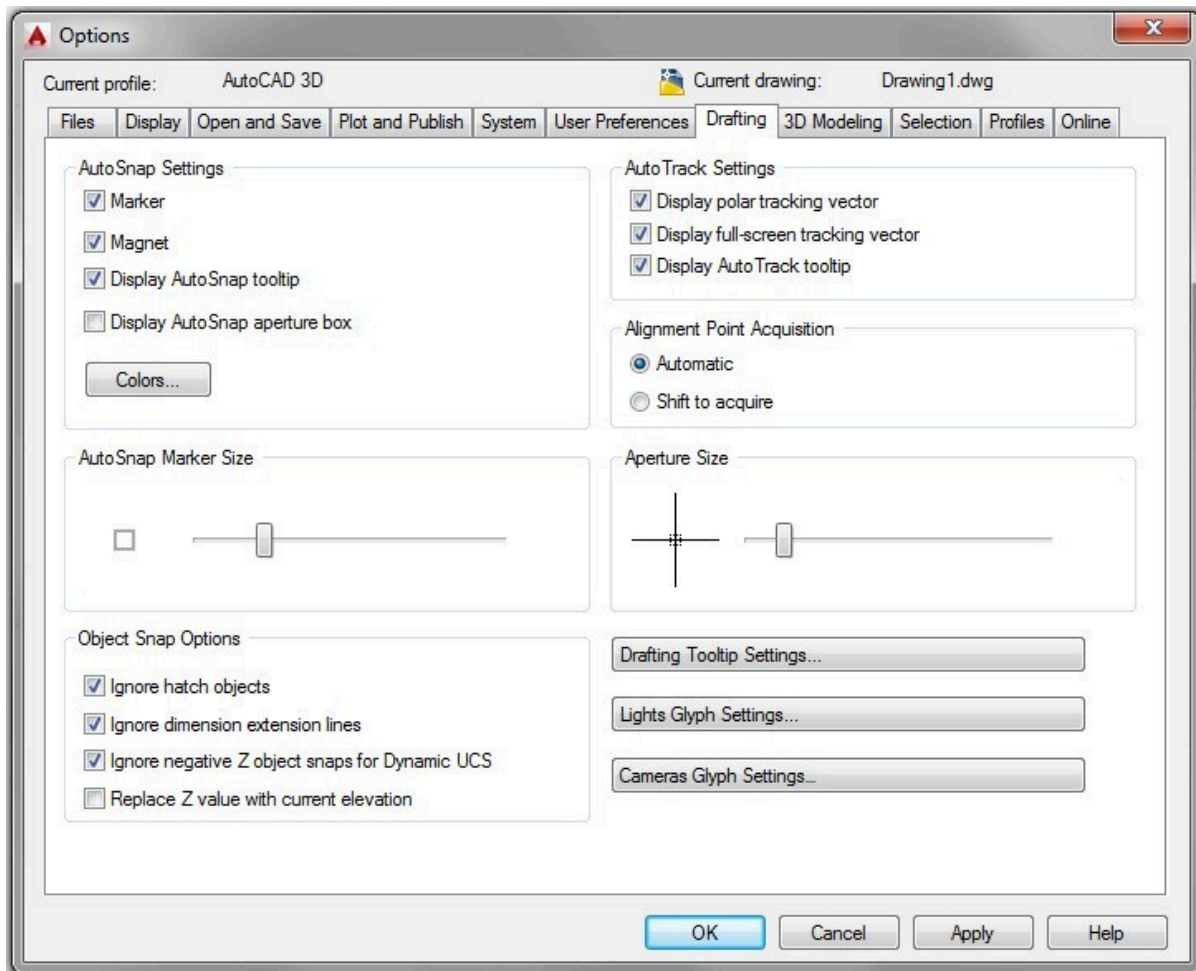 Options
Current profile: AutoCAD 3D Current drawing: Drawing1.dwg
Files Display Open and Save Plot and Publish System User Preferences Drafting 3D Modeling Selection Profiles Online
AutoSnap Settings
Marker
Magnet
Display AutoSnap tooltip
Display AutoSnap aperture box
Colors...
AutoTrack Settings
Display polar tracking vector
Display full-screen tracking vector
Display AutoTrack tooltip
Alignment Point Acquisition
Automatic
Shift to acquire
AutoSnap Marker Size
Aperture Size
Object Snap Options
Ignore hatch objects
Ignore dimension extension lines
Ignore negative Z object snaps for Dynamic UCS
Replace Z value with current elevation
Drafting Tooltip Settings...
Lights Glyph Settings...
Cameras Glyph Settings...
OK Cancel Apply Help